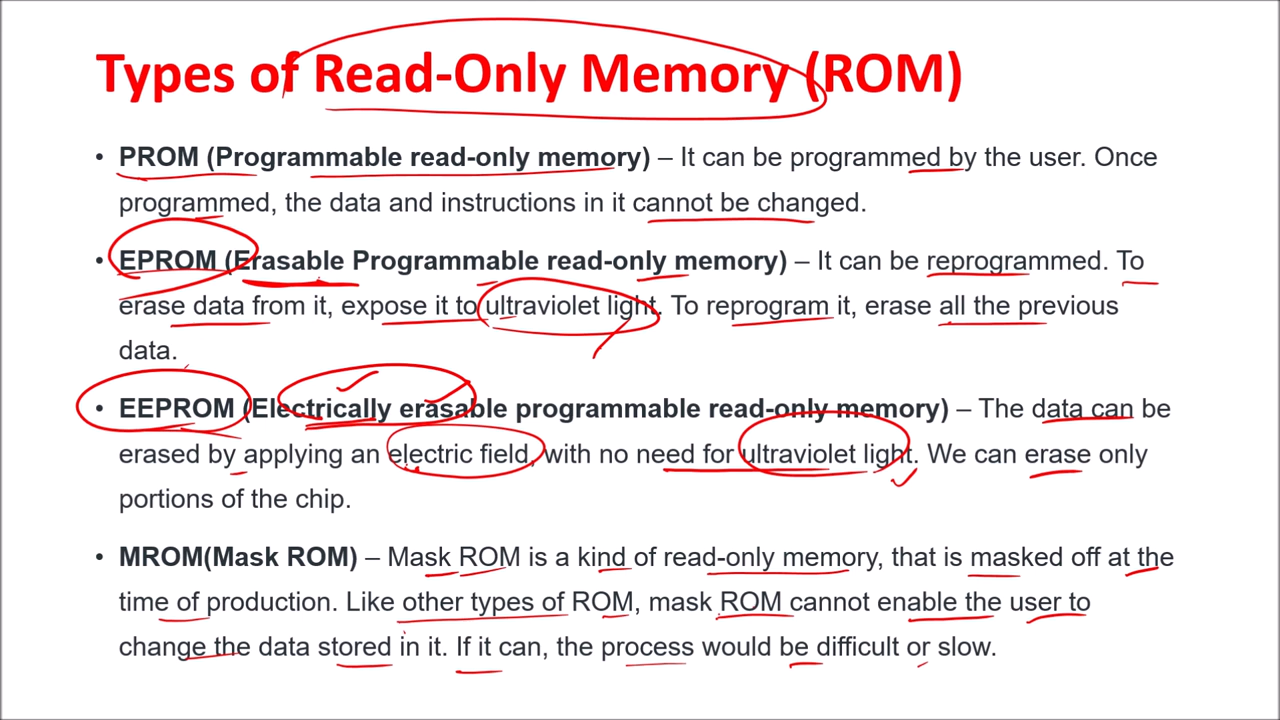 Types of Read-Only Memory (ROM)
• PROM (Programmable read-only memory) – It can be programmed by the user. Once
programmed, the data and instructions in it cannot be changed.
• EPROM (Erasable Programmable read-only memory) – It can be reprogrammed. To
erase data from it, expose it to ultraviolet light. To reprogram it, erase all the previous
data.
• EEPROM (Electrically erasable programmable read-only memory) – The data can be
erased by applying an electric field, with no need for ultraviolet light. We can erase only
portions of the chip.
• MROM(Mask ROM) – Mask ROM is a kind of read-only memory, that is masked off at the
time of production. Like other types of ROM, mask ROM cannot enable the user to
change the data stored in it. If it can, the process would be difficult or slow.